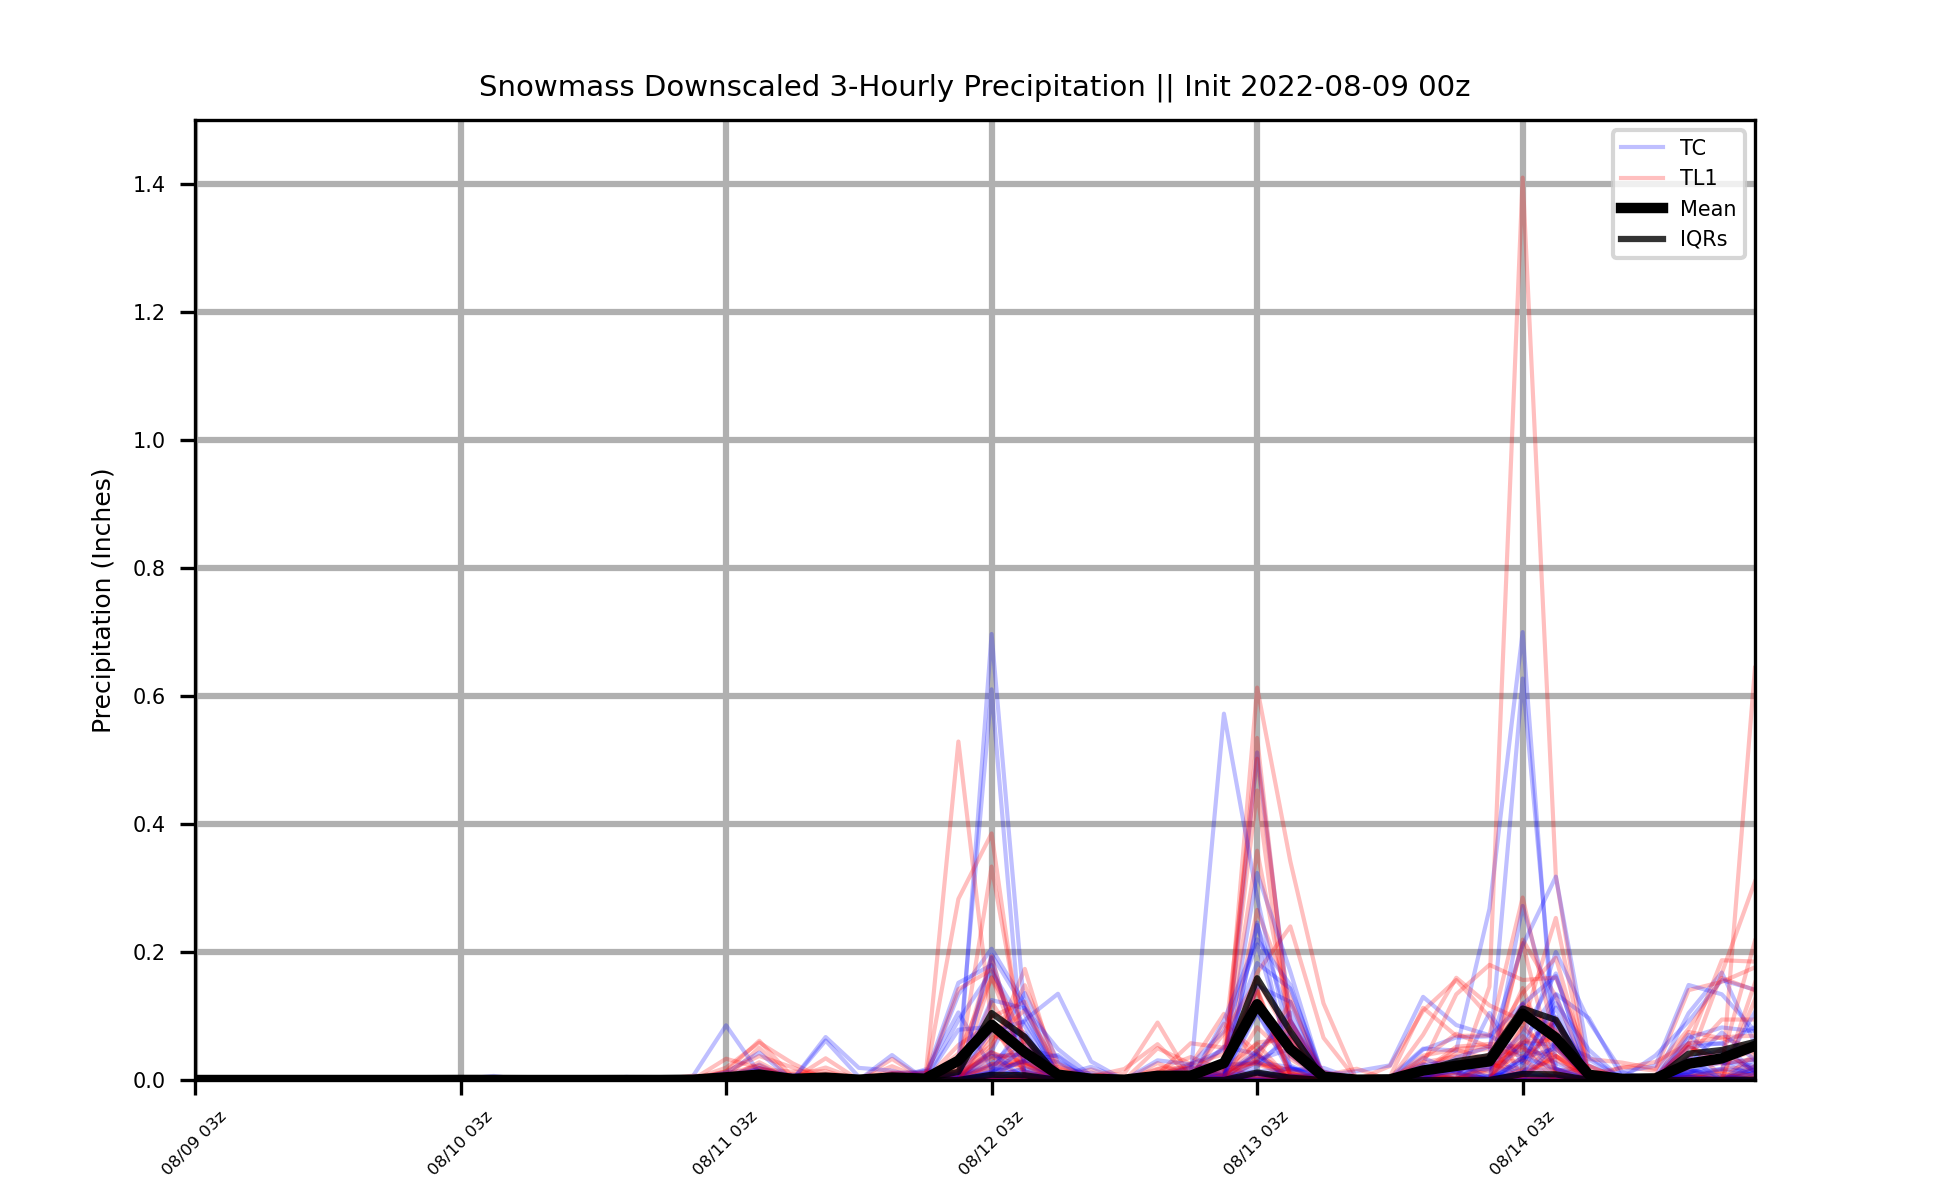 Snowmass Downscaled 3-Hourly Precipitation || Init 2022-08-09 00z
TC
TL1
Mean
IQRs
Precipitation (Inches)
1.4
1.2
1.0
0.8
0.6
0.4
0.2
0.0
08/09 03z
08/10 03z
08/11 03z
08/12 03z
08/13 03z
08/14 03z